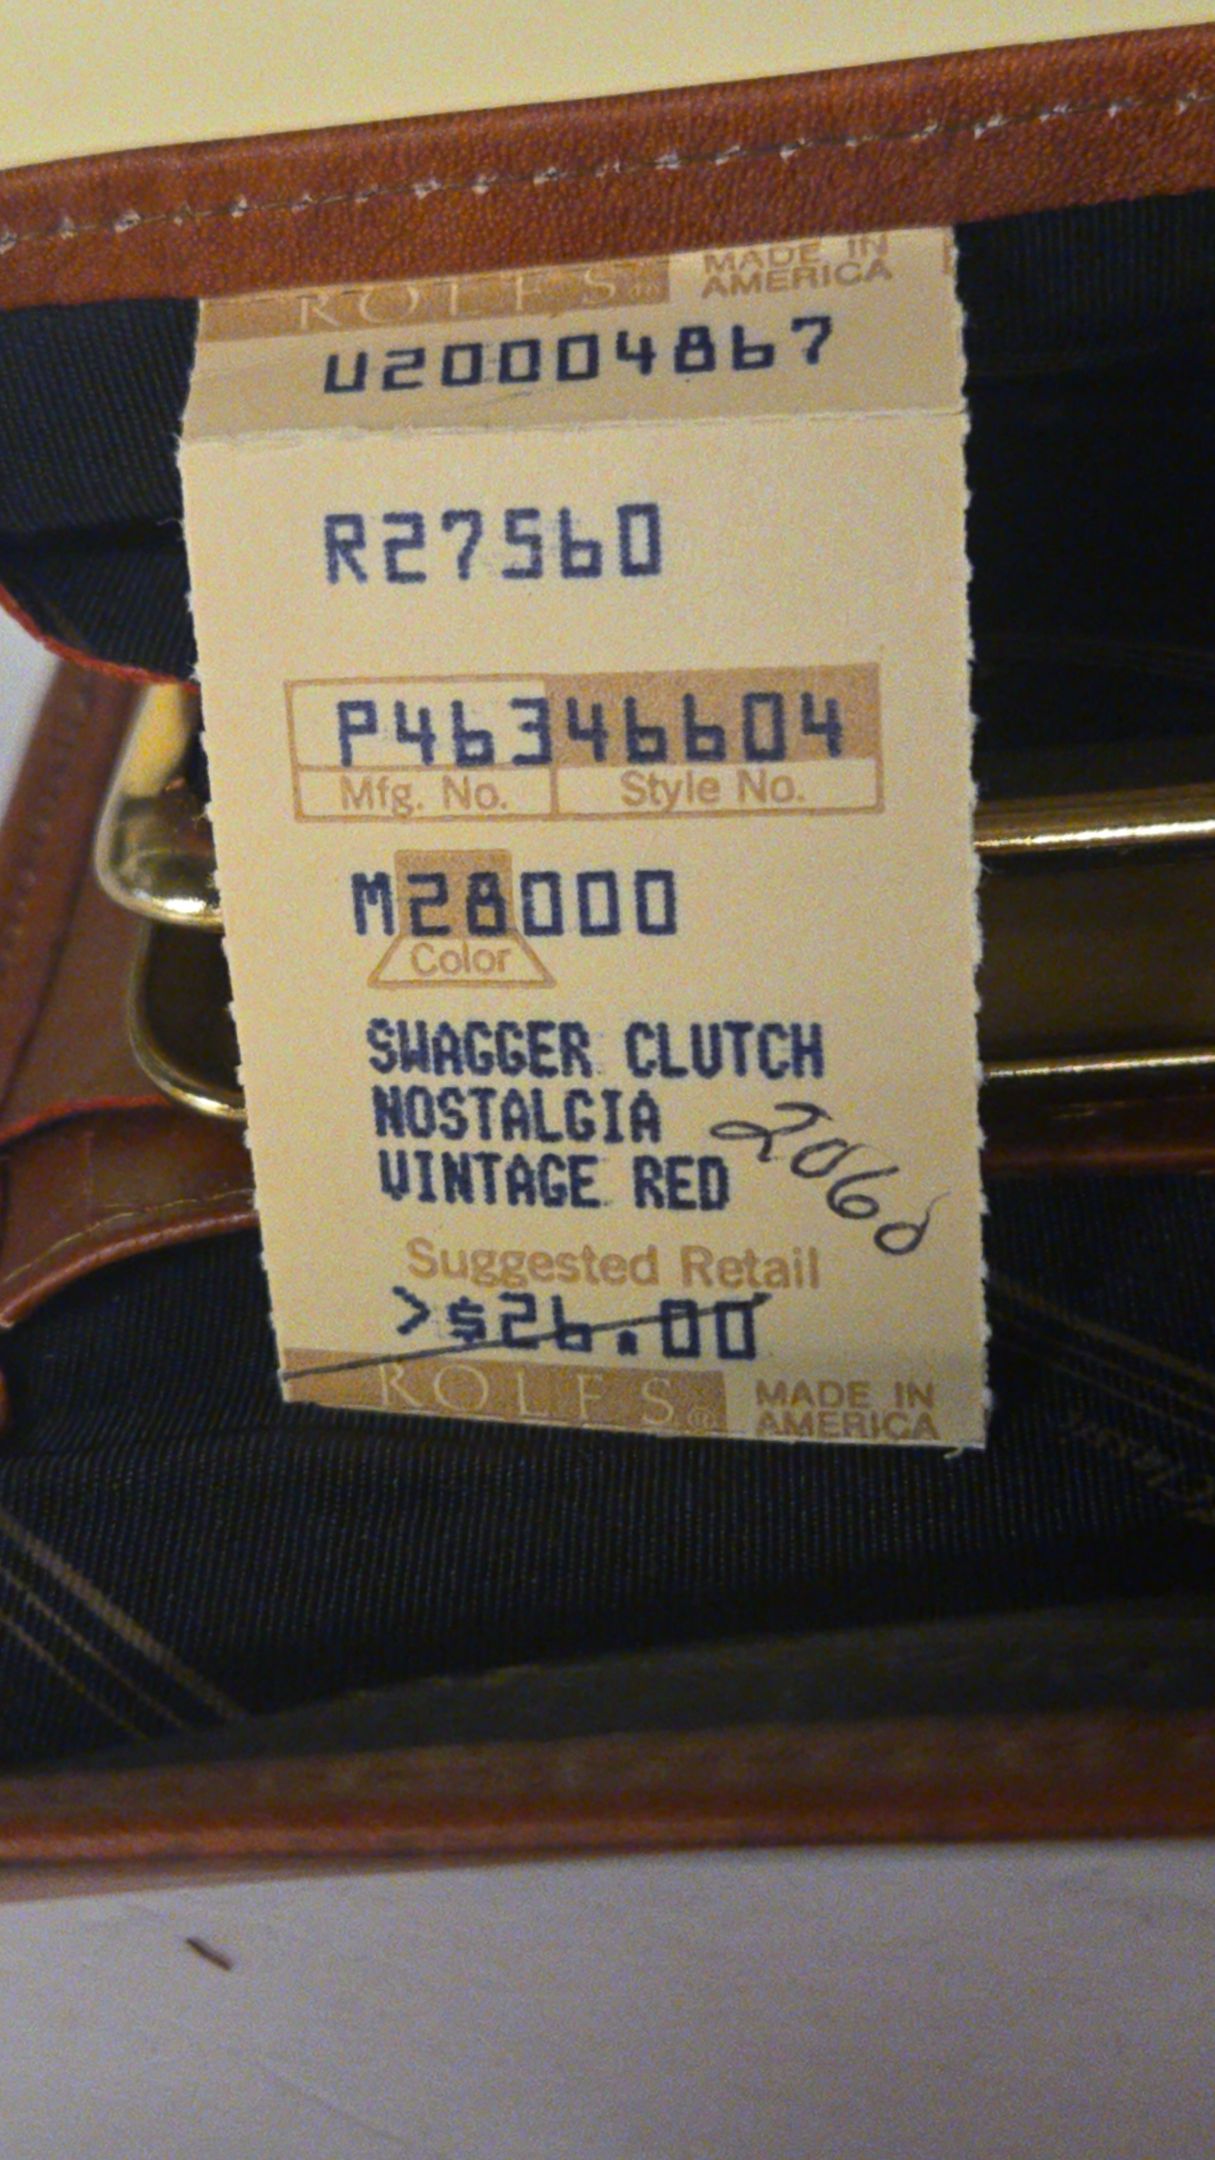 ROLFS
MADE IN
AMERICA
U20004867
R27560
P46346604
Mfg. No.
Style No.
M28000
Color
SWAGGER CLUTCH
NOSTALGIA
VINTAGE RED
2060
Suggested Retail
>$26.00
ROLFS®
MADE IN
AMERICA